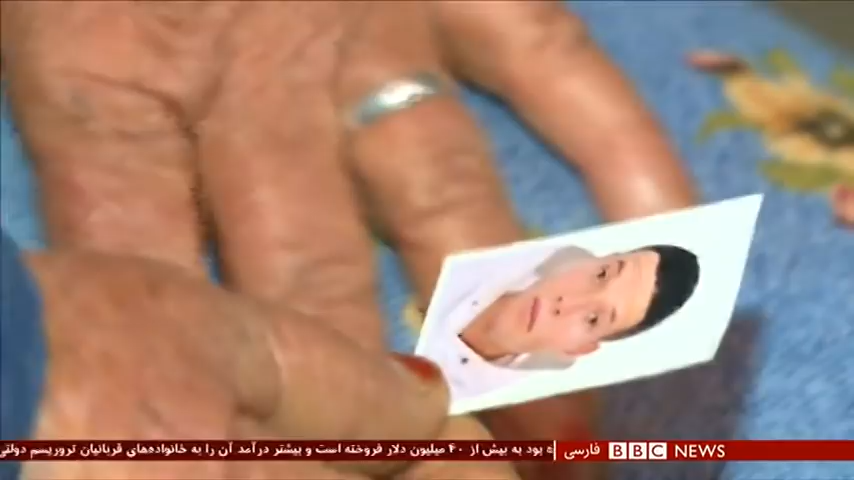 ه بود به بیش از ۴۰ میلیون دلار فروخته است و بیشتر درآمد آن را به خانواده‌های قربانیان تروریسم دولتی
فارسی BBC NEWS